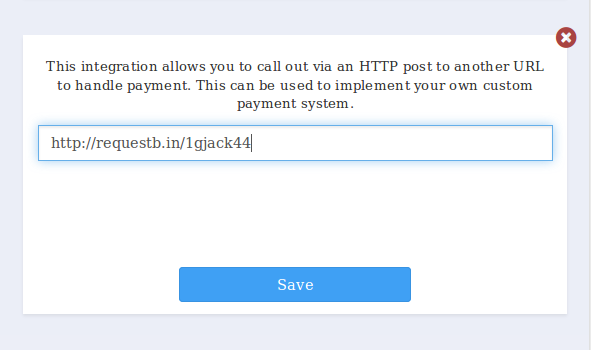 This integration allows you to call out via an HTTP post to another URL
to handle payment. This can be used to implement your own custom
payment system.
http://requestb.in/1gjack44
Save